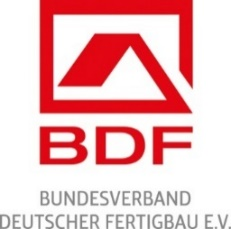 BDF
BUNDESVERBAND
DEUTSCHER FERTIGBAU E.V.